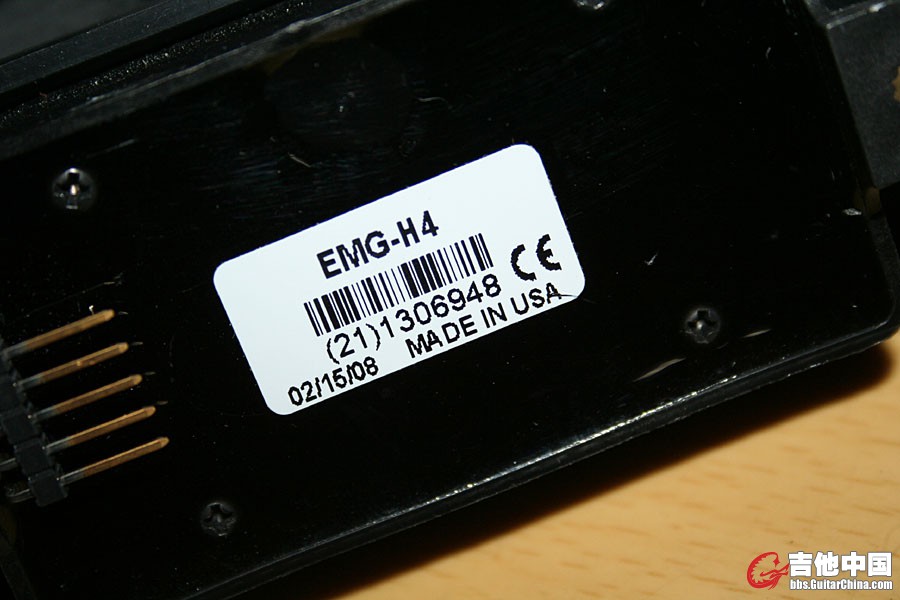 EMG-H4
CE
(21)1306948
02/15/08 MADE IN USA
吉他中国
bbs.GuitarChina.com